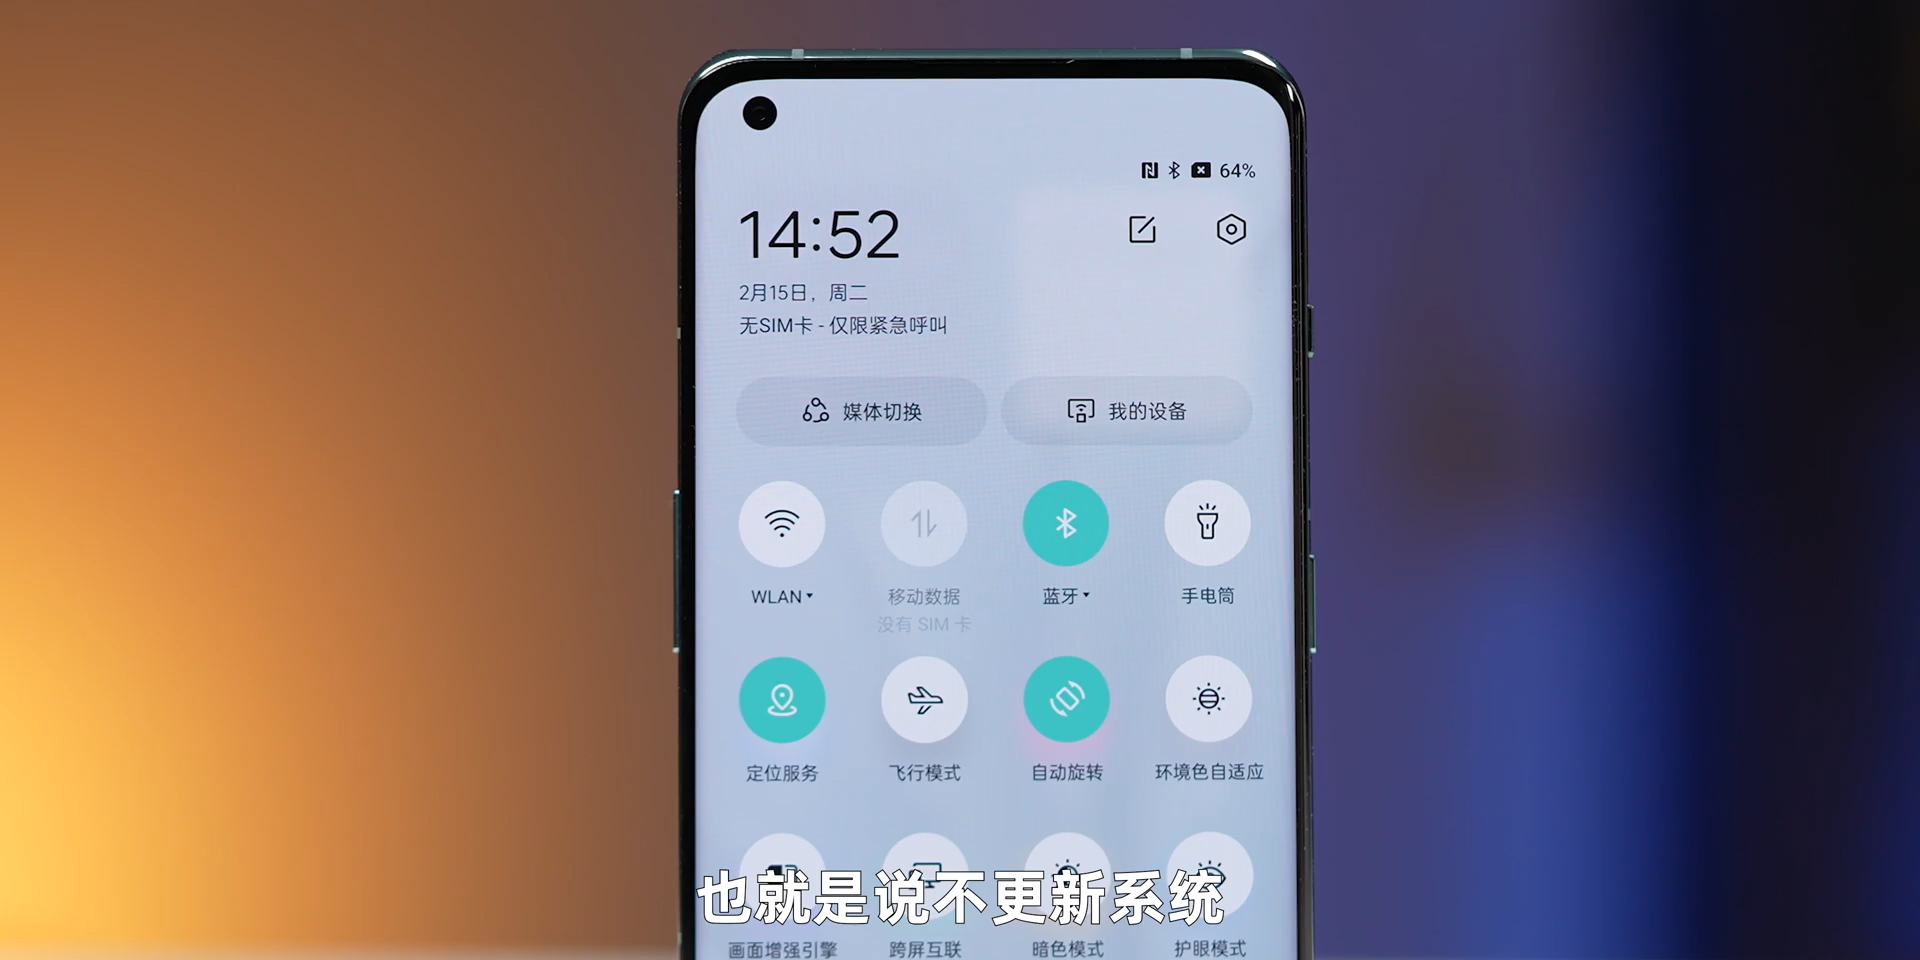 64%
14:52
2月15日，周二
无SIM卡 - 仅限紧急呼叫
媒体切换 我的设备
WLAN 移动数据 蓝牙 手电筒
没有 SIM 卡
定位服务 飞行模式 自动旋转 环境色自适应
也就是说不更新系统
画面增强引擎 跨屏互联 暗色模式 护眼模式